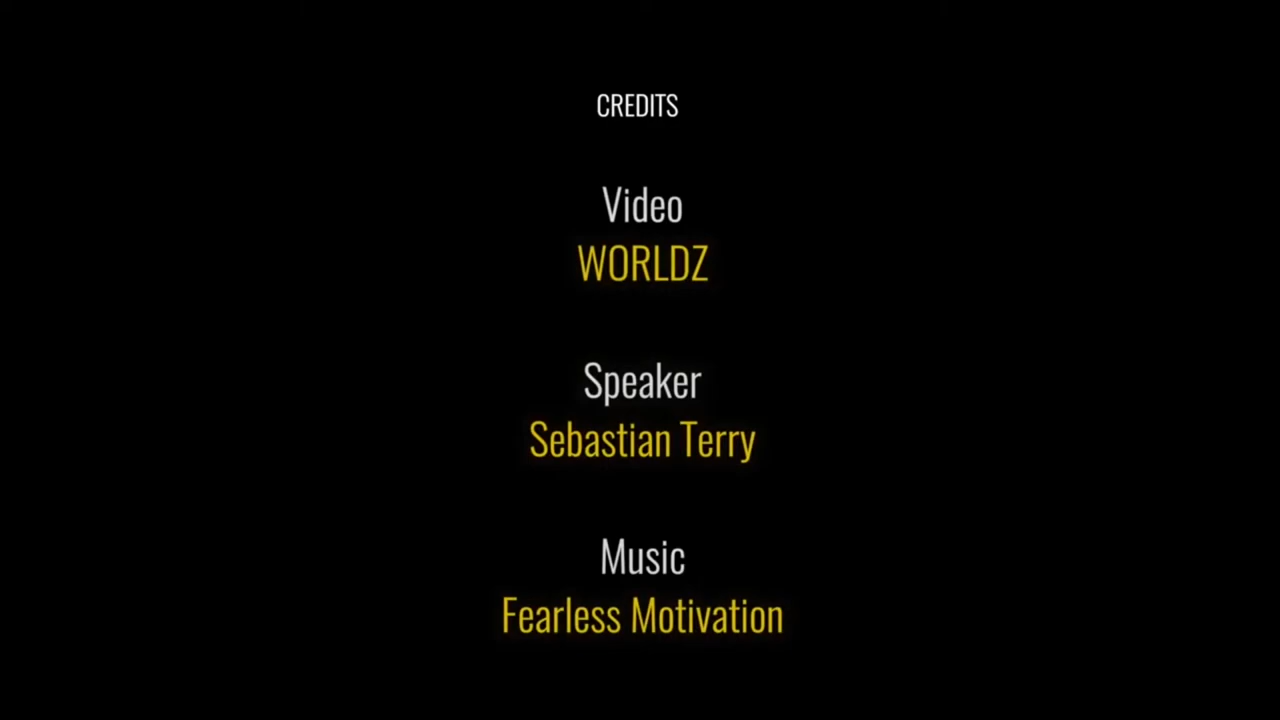 CREDITS
Video
WORLDZ
Speaker
Sebastian Terry
Music
Fearless Motivation